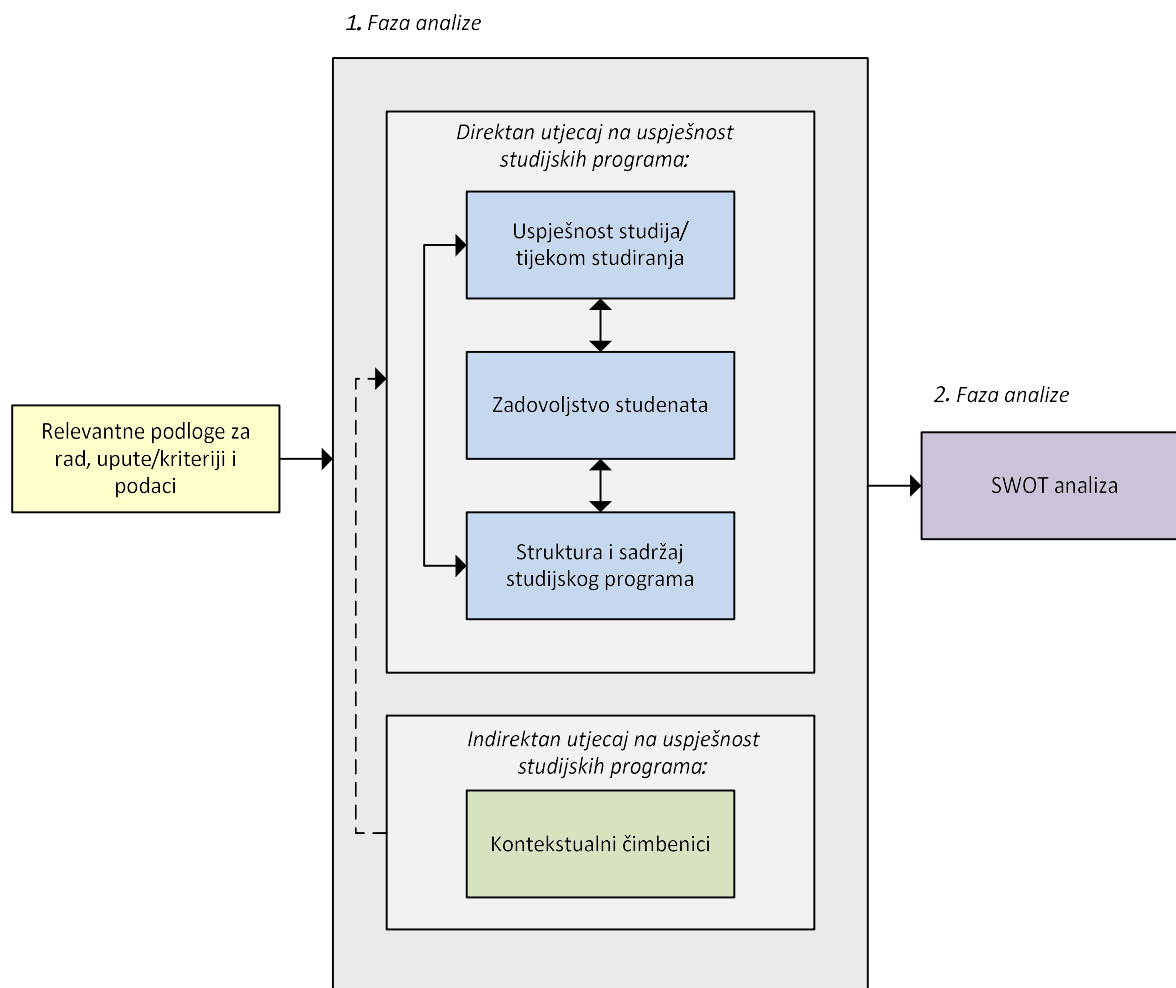 1. Faza analize
Direktan utjecaj na uspješnost
studijskih programa:
Uspješnost studija/
tijekom studiranja
Zadovoljstvo studenata
Struktura i sadržaj
studijskog programa
Relevantne podloge za
rad, upute/kriteriji i
podaci
2. Faza analize
SWOT analiza
Indirektan utjecaj na uspješnost
studijskih programa:
Kontekstualni čimbenici